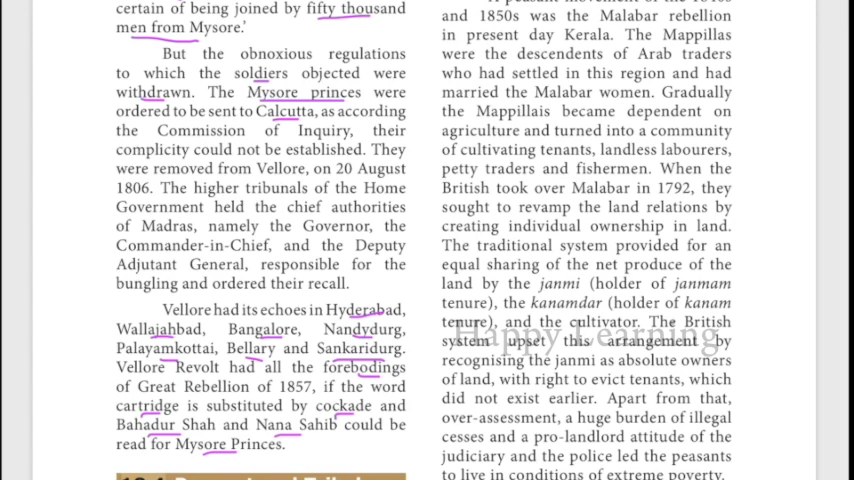 certain of being joined by fifty thousand
men from Mysore.'
But the obnoxious regulations
to which the soldiers objected were
withdrawn. The Mysore princes were
ordered to be sent to Calcutta, as according
the Commission of Inquiry, their
complicity could not be established. They
were removed from Vellore, on 20 August
1806. The higher tribunals of the Home
Government held the chief authorities
of Madras, namely the Governor, the
Commander-in-Chief, and the Deputy
Adjutant General, responsible for the
bungling and ordered their recall.
Vellore had its echoes in Hyderabad,
Wallajahbad, Bangalore, Nandydurg,
Palayamkottai, Bellary and Sankaridurg.
Vellore Revolt had all the forebodings
of Great Rebellion of 1857, if the word
cartridge is substituted by cockade and
Bahadur Shah and Nana Sahib could be
read for Mysore Princes.
and 1850s was the Malabar rebellion
in present day Kerala. The Mappillas
were the descendents of Arab traders
who had settled in this region and had
married the Malabar women. Gradually
the Mappillais became dependent on
agriculture and turned into a community
of cultivating tenants, landless labourers,
petty traders and fishermen. When the
British took over Malabar in 1792, they
sought to revamp the land relations by
creating individual ownership in land.
The traditional system provided for an
equal sharing of the net produce of the
land by the janmi (holder of janmam
tenure), the kanamdar (holder of kanam
tenure), and the cultivator. The British
system upset this arrangement by
recognising the janmi as absolute owners
of land, with right to evict tenants, which
did not exist earlier. Apart from that,
over-assessment, a huge burden of illegal
cesses and a pro-landlord attitude of the
judiciary and the police led the peasants
to live in conditions of extreme poverty.
Happy Learning